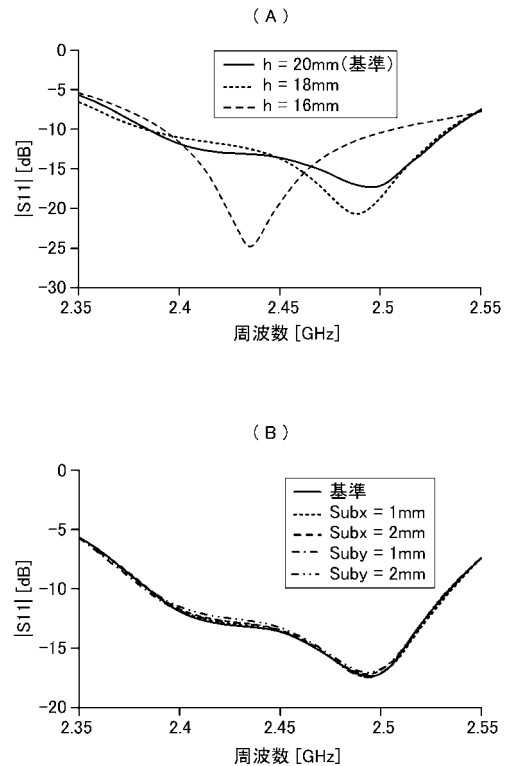 (A)
0
−5
−10
−15
−20
−25
−30
|S11| [dB]
h = 20mm(基準)
h = 18mm
h = 16mm
2.35 2.4 2.45 2.5 2.55
周波数 [GHz]
(B)
0
−5
−10
−15
−20
|S11| [dB]
基準
Subx = 1mm
Subx = 2mm
Suby = 1mm
Suby = 2mm
2.35 2.4 2.45 2.5 2.55
周波数 [GHz]